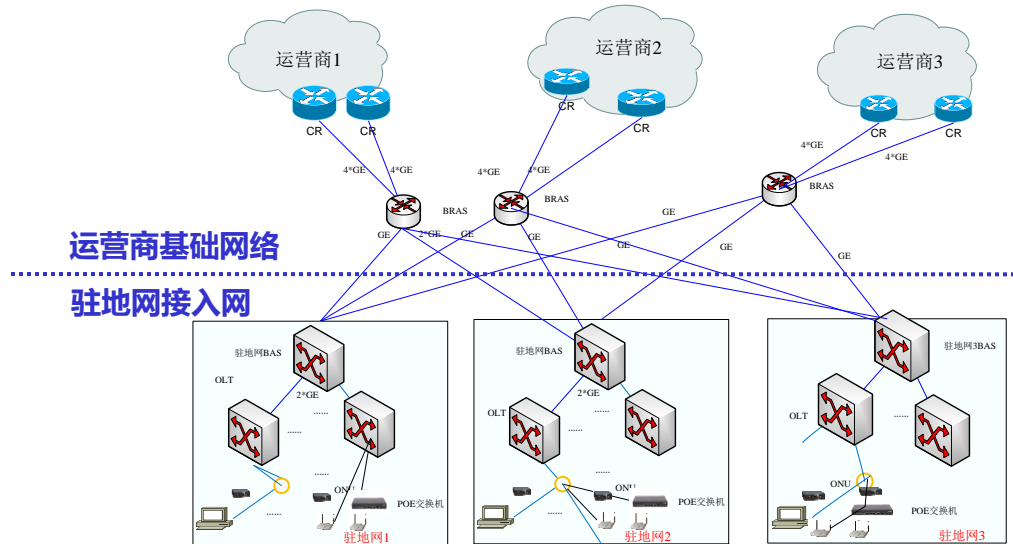 运营商1
运营商2
运营商3
CR
CR
CR
CR
CR
CR
4*GE
4*GE
4*GE
4*GE
4*GE
4*GE
BRAS
BRAS
BRAS
GE
2*GE
GE
GE
GE
GE
GE
GE
运营商基础网络
驻地网接入网
驻地网BAS
OLT
2*GE
......
......
......
ONU
POE交换机
驻地网1
驻地网BAS
OLT
2*GE
......
......
......
ONU
......
POE交换机
驻地网2
驻地网3BAS
OLT
......
......
ONU
POE交换机
驻地网3